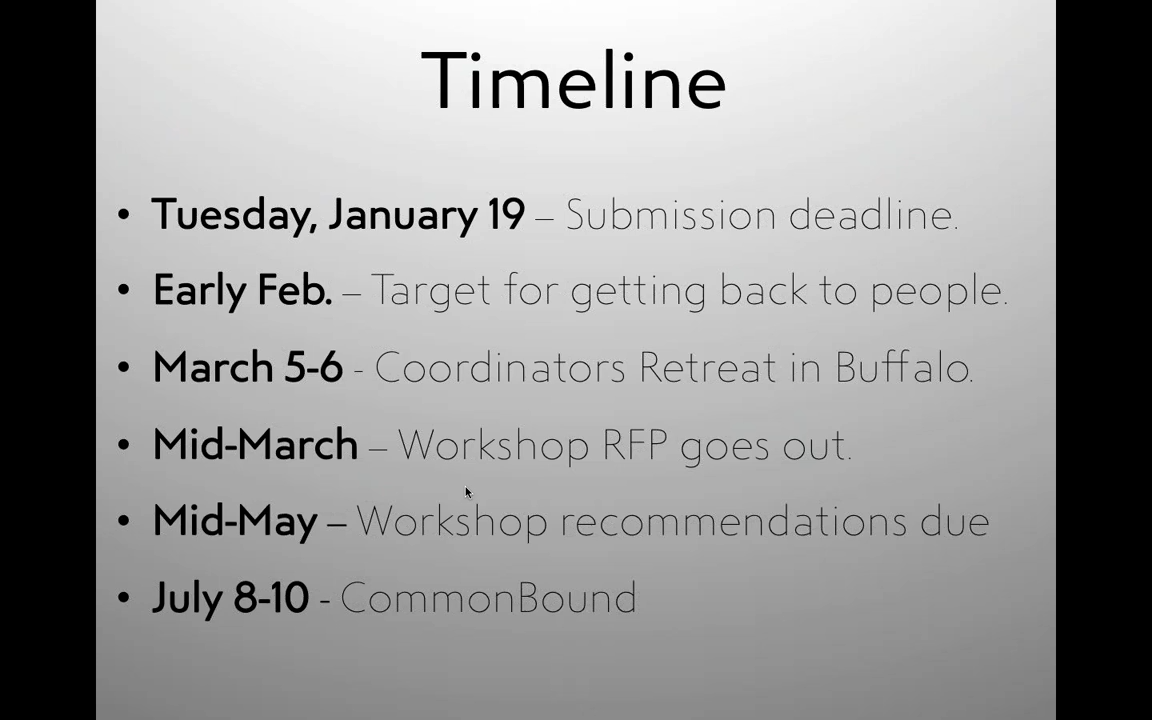 Timeline
• Tuesday, January 19 – Submission deadline.
• Early Feb. – Target for getting back to people.
• March 5-6 - Coordinators Retreat in Buffalo.
• Mid-March – Workshop RFP goes out.
• Mid-May – Workshop recommendations due
• July 8-10 - CommonBound